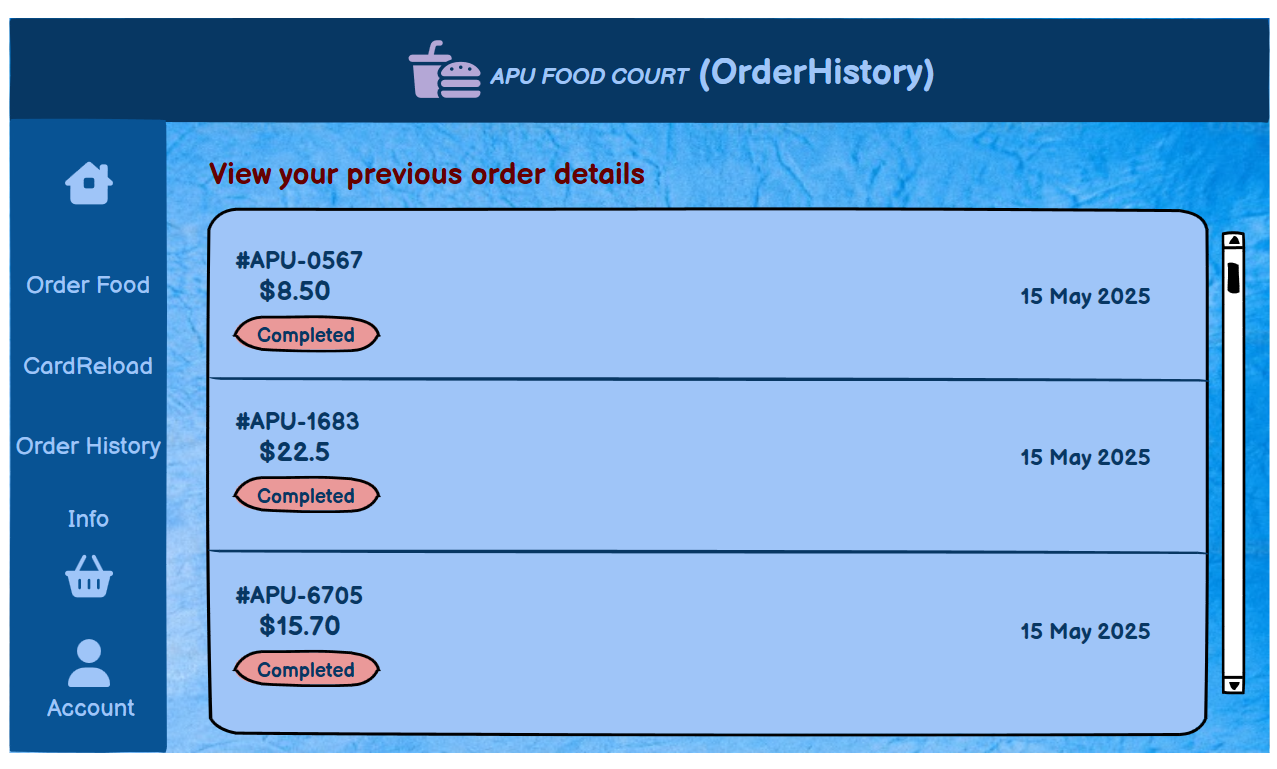 APU FOOD COURT (OrderHistory)
View your previous order details
Order Food
CardReload
Order History
Info
Account
#APU-0567
$8.50
Completed
15 May 2025
#APU-1683
$22.5
Completed
15 May 2025
#APU-6705
$15.70
Completed
15 May 2025